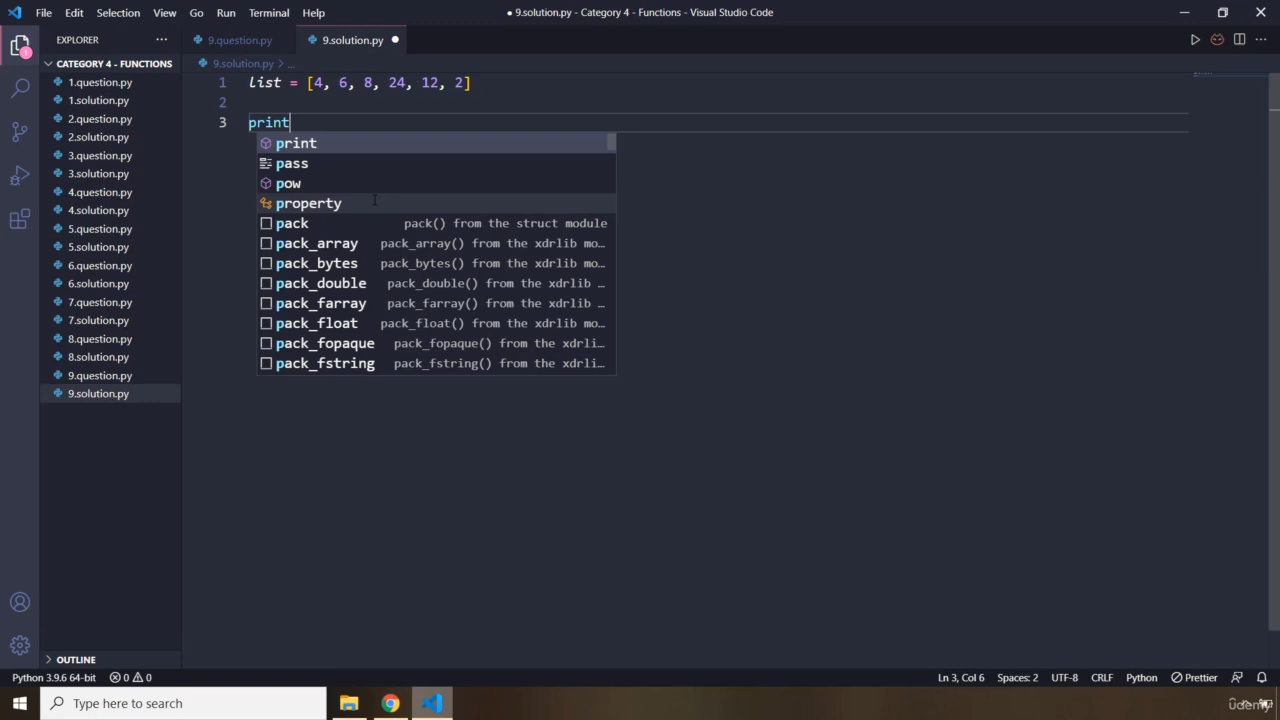 File Edit Selection View Go Run Terminal Help
● 9.solution.py - Category 4 - Functions - Visual Studio Code
EXPLORER
9.question.py
9.solution.py
CATEGORY 4 - FUNCTIONS
1.question.py
1.solution.py
2.question.py
2.solution.py
3.question.py
3.solution.py
4.question.py
4.solution.py
5.question.py
5.solution.py
6.question.py
6.solution.py
7.question.py
7.solution.py
8.question.py
8.solution.py
9.question.py
9.solution.py
OUTLINE
1
9.solution.py > ...
1 list = [4, 6, 8, 24, 12, 2]
2
3 print
print
pass
pow
property
pack pack() from the struct module
pack_array pack_array() from the xdrlib mo...
pack_bytes pack_bytes() from the xdrlib mo...
pack_double pack_double() from the xdrlib ...
pack_farray pack_farray() from the xdrlib ...
pack_float pack_float() from the xdrlib mo...
pack_fopaque pack_fopaque() from the xdrli...
pack_fstring pack_fstring() from the xdrli...
Python 3.9.6 64-bit 0 0 Ln 3, Col 6 Spaces: 2 UTF-8 CRLF Python Prettier
Type here to search
udemy